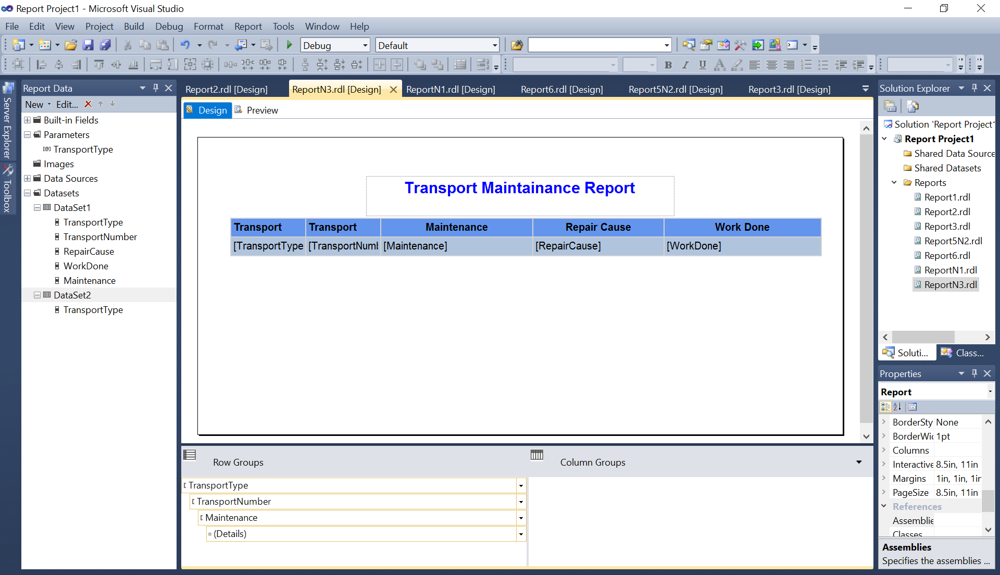 Report Project1 - Microsoft Visual Studio
File Edit View Project Build Debug Format Report Tools Window Help
Debug Default
B I U A
Server Explorer
Toolbox
Report Data
New Edit...
Built-in Fields
Parameters
TransportType
Images
Data Sources
Datasets
DataSet1
TransportType
TransportNumber
RepairCause
WorkDone
Maintenance
DataSet2
TransportType
Report2.rdl [Design] ReportN3.rdl [Design] ReportN1.rdl [Design] Report6.rdl [Design] Report5N2.rdl [Design] Report3.rdl [Design]
Design Preview
Transport Maintainance Report
Transport Transport Maintenance Repair Cause Work Done
[TransportType [TransportNum [Maintenance] [RepairCause] [WorkDone]
Row Groups Column Groups
TransportType
TransportNumber
Maintenance
(Details)
Solution Explorer
Solution 'Report Project1
Report Project1
Shared Data Source
Shared Datasets
Reports
Report1.rdl
Report2.rdl
Report3.rdl
Report5N2.rdl
Report6.rdl
ReportN1.rdl
ReportN3.rdl
Soluti... Class...
Properties
Report
BorderSty None
BorderWi 1pt
Columns
Interactive 8.5in, 11in
Margins 1in, 1in, 1in
PageSize 8.5in, 11in
References
Assemblie
Classes
Assemblies
Specifies the assemblies ...